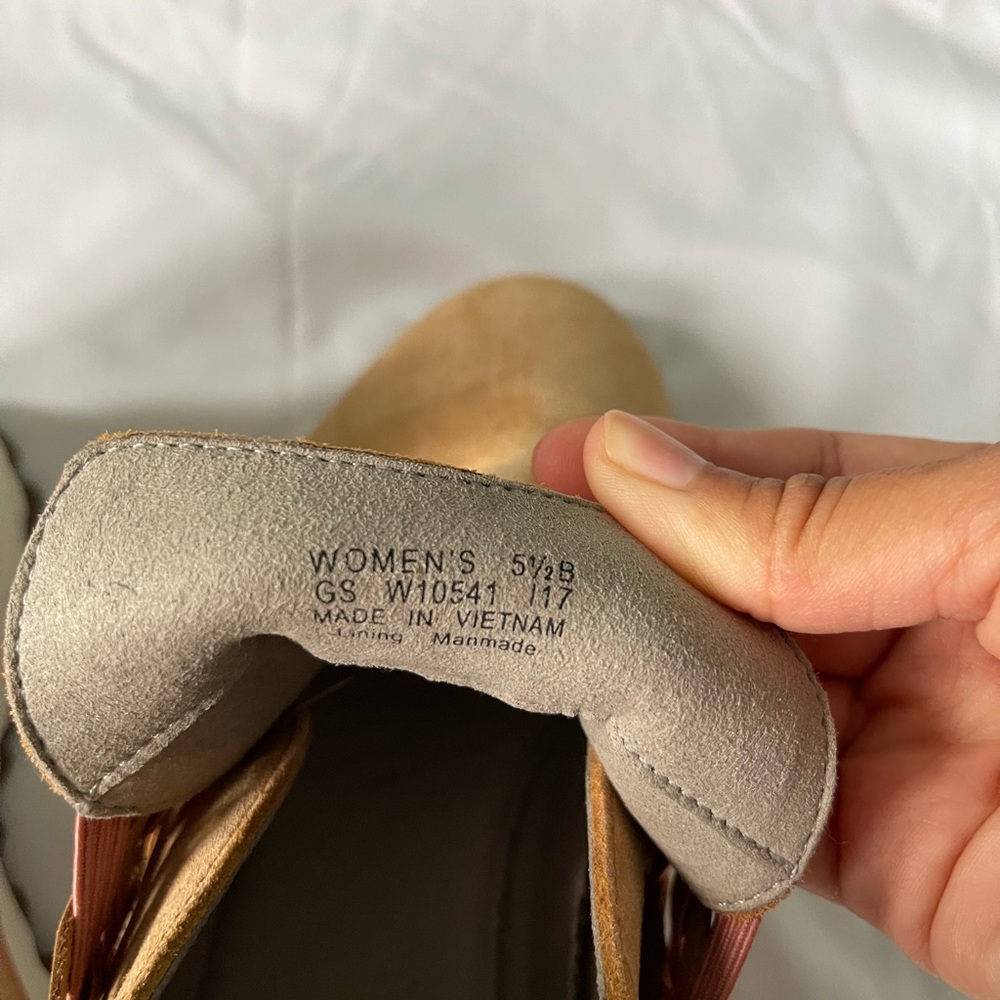 WOMEN'S 5½B
GS W10541 I17
MADE IN VIETNAM
Lining Manmade